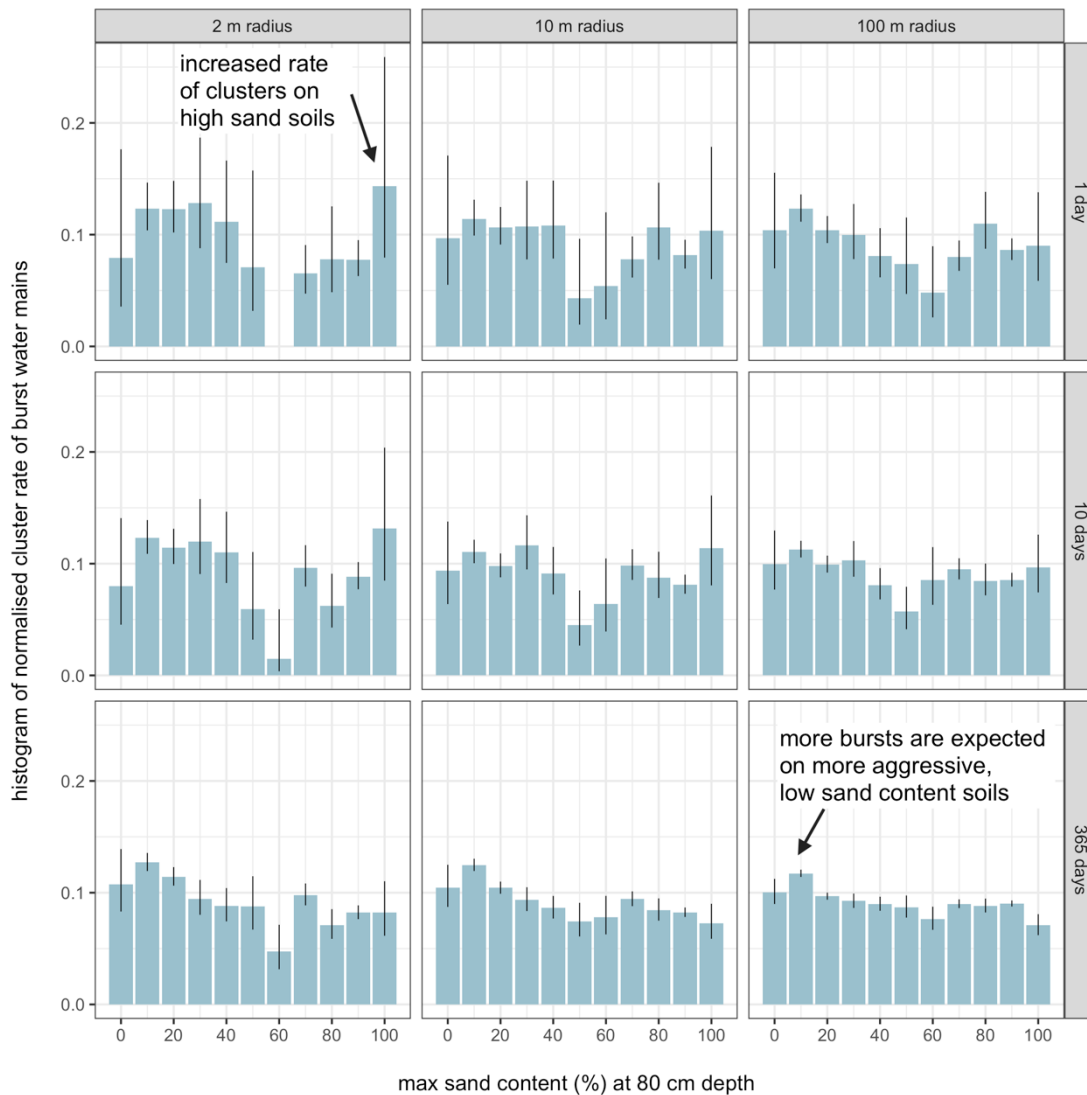 2 m radius
10 m radius
100 m radius
increased rate
of clusters on
high sand soils
0.2
0.1
0.0
1 day
0.2
0.1
0.0
10 days
more bursts are expected
on more aggressive,
low sand content soils
0.2
0.1
0.0
365 days
0 20 40 60 80 100
0 20 40 60 80 100
0 20 40 60 80 100
max sand content (%) at 80 cm depth
histogram of normalised cluster rate of burst water mains